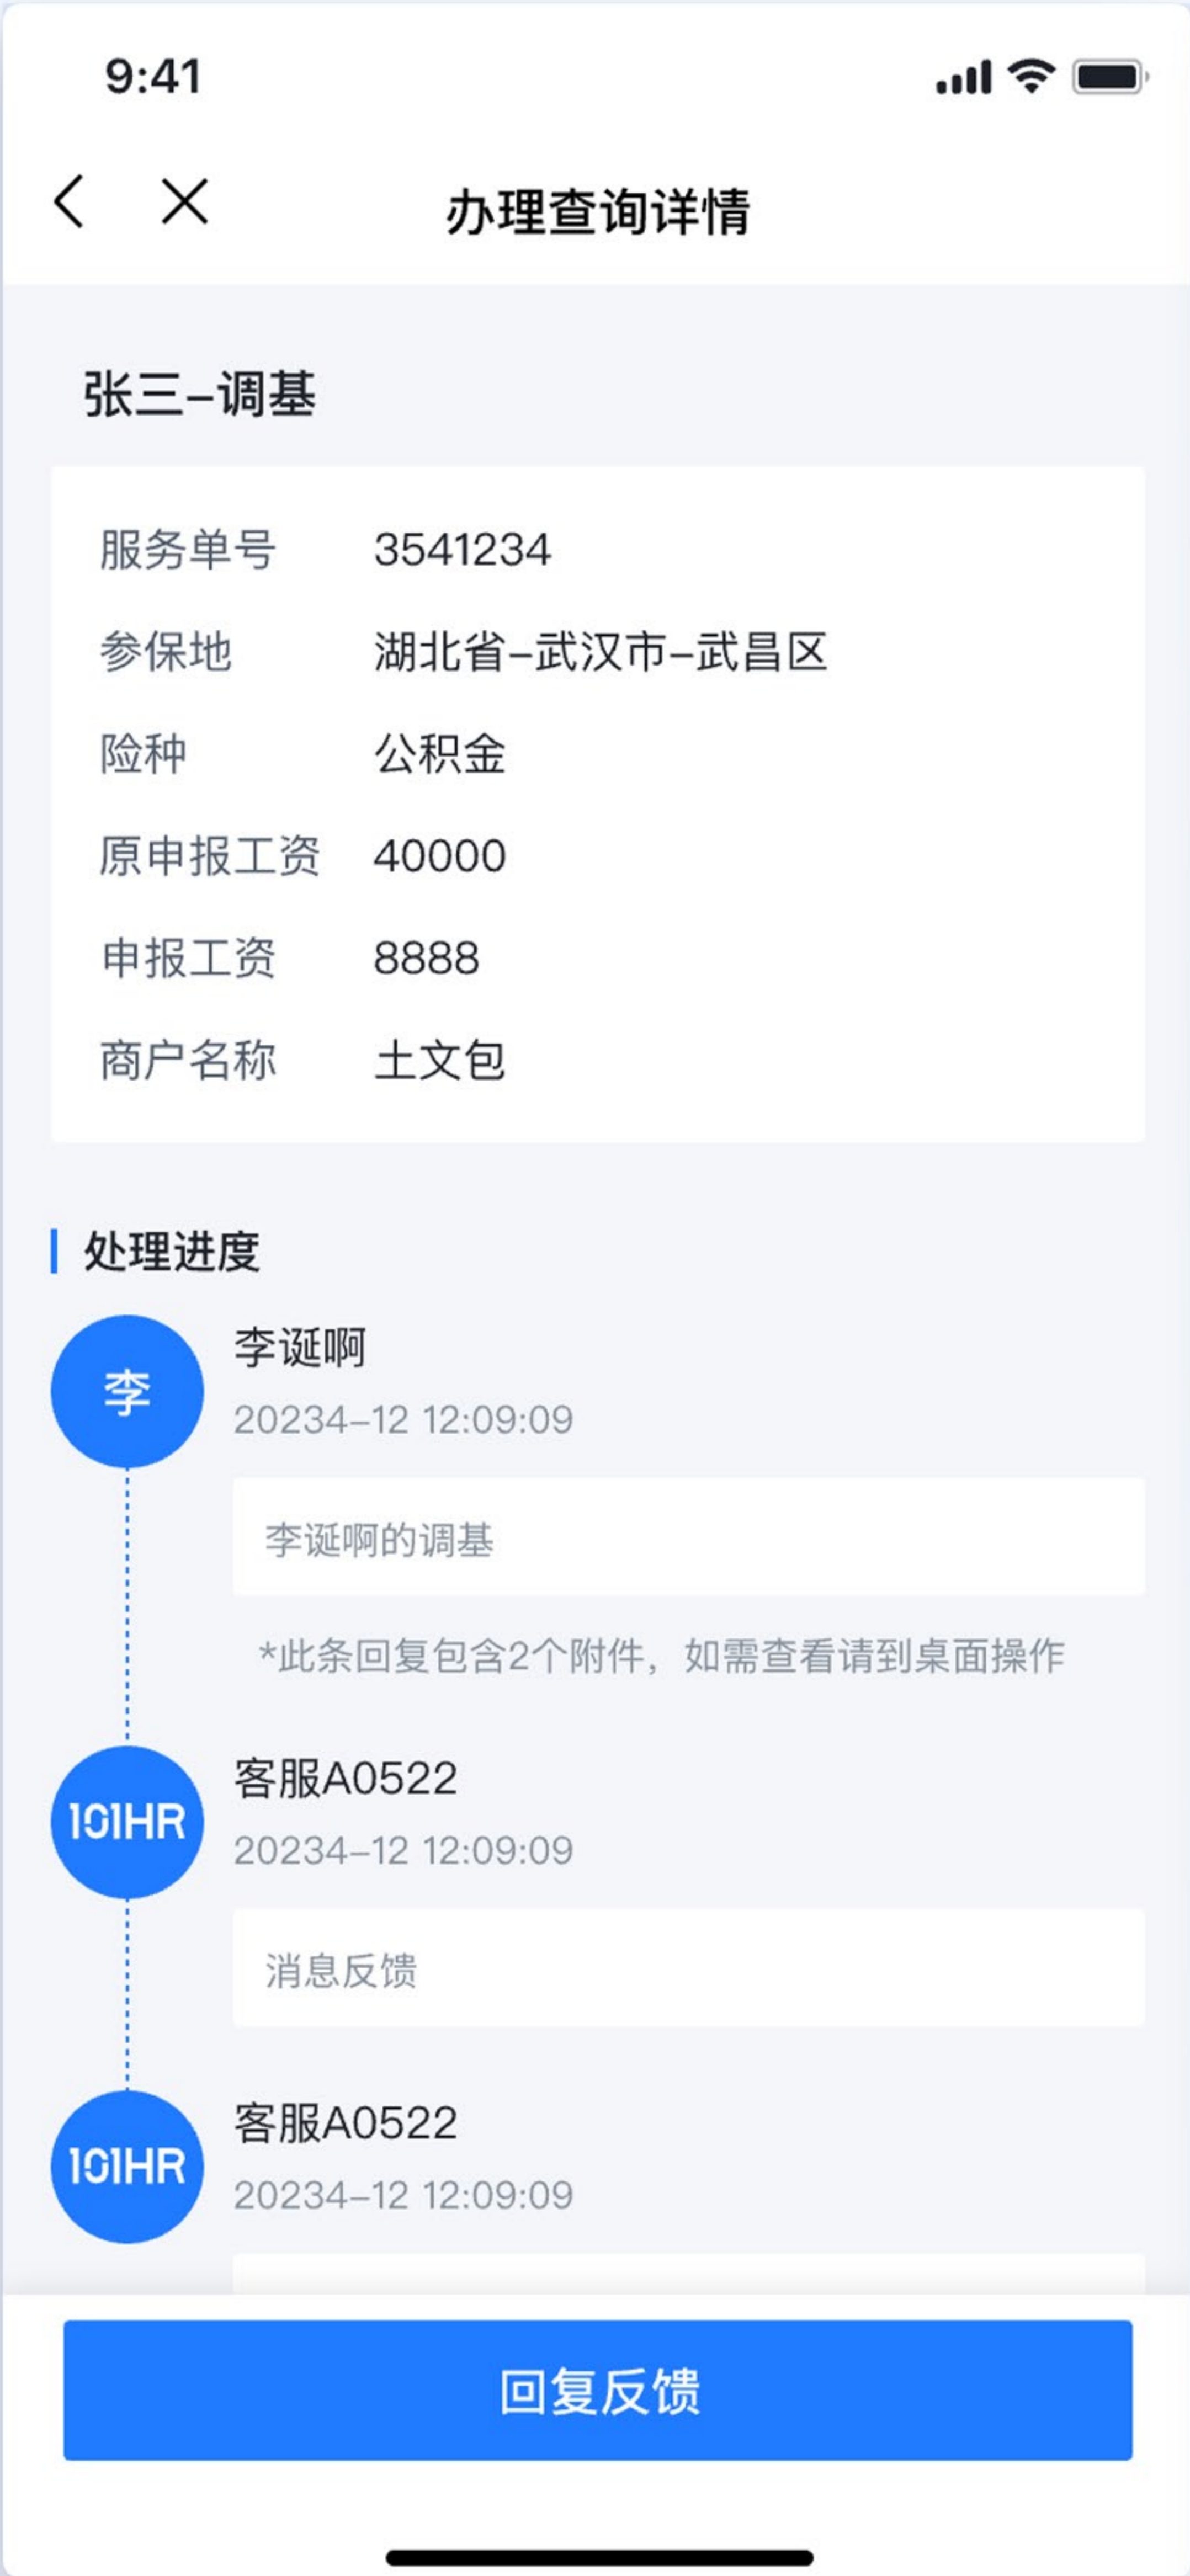 9:41
办理查询详情
张三–调基
服务单号 3541234
参保地 湖北省–武汉市–武昌区
险种 公积金
原申报工资 40000
申报工资 8888
商户名称 土文包
处理进度
李
李诞啊
20234–12 12:09:09
李诞啊的调基
*此条回复包含2个附件，如需查看请到桌面操作
101HR
客服A0522
20234–12 12:09:09
消息反馈
101HR
客服A0522
20234–12 12:09:09
回复反馈